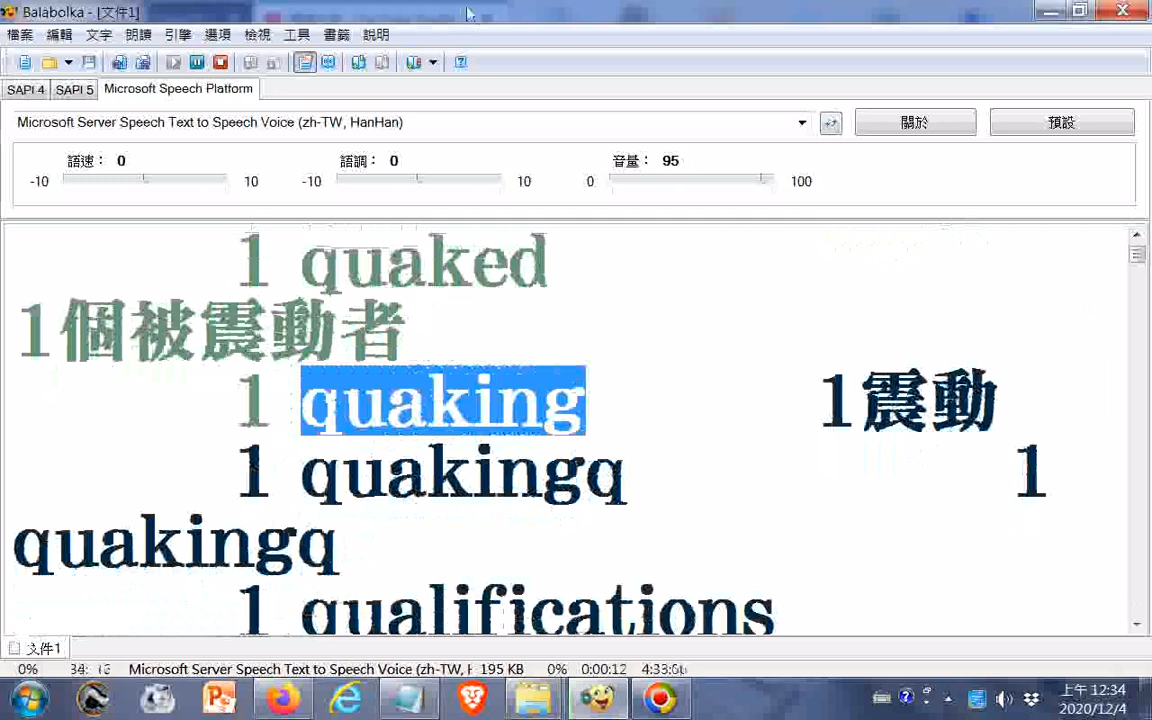 Balabolka - [文件1]
檔案 編輯 文字 朗讀 引擎 選項 檢視 工具 書籤 說明
SAPI 4 SAPI 5 Microsoft Speech Platform
Microsoft Server Speech Text to Speech Voice (zh-TW, HanHan) 關於 預設
語速： 0 語調： 0 音量： 95
-10 10 -10 10 0 100
1 quaked
1個被震動者
1 quaking 1震動
1 quakingq 1
quakingq
1 qualifications
文件1
0% Microsoft Server Speech Text to Speech Voice (zh-TW, H 195 KB 0% 0:00:12
上午 12:34
2020/12/4